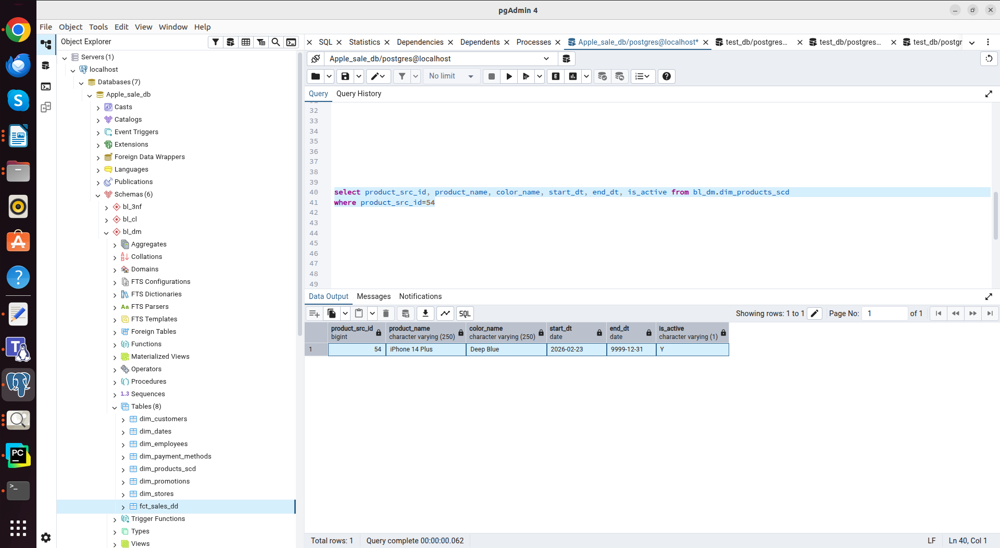 pgAdmin 4
File Object Tools Edit View Window Help
Object Explorer
SQL Statistics Dependencies Dependents Processes Apple_sale_db/postgres@localhost* test_db/postgres... test_db/postgres... test_db/postgr
Servers (1)
localhost
Databases (7)
Apple_sale_db
Casts
Catalogs
Event Triggers
Extensions
Foreign Data Wrappers
Languages
Publications
Schemas (6)
bl_3nf
bl_cl
bl_dm
Aggregates
Collations
Domains
FTS Configurations
FTS Dictionaries
Aa FTS Parsers
FTS Templates
Foreign Tables
Functions
Materialized Views
Operators
Procedures
1..3 Sequences
Tables (8)
dim_customers
dim_dates
dim_employees
dim_payment_methods
dim_products_scd
dim_promotions
dim_stores
fct_sales_dd
Trigger Functions
Types
Views
Apple_sale_db/postgres@localhost
No limit
E
Query Query History
32
33
34
35
36
37
38
39
40 select product_src_id, product_name, color_name, start_dt, end_dt, is_active from bl_dm.dim_products_scd
41 where product_src_id=54
42
43
44
45
46
47
48
49
Data Output Messages Notifications
SQL
Showing rows: 1 to 1 Page No: 1 of 1
product_src_id product_name color_name start_dt end_dt is_active
bigint character varying (250) character varying (250) date date character varying (1)
1 54 iPhone 14 Plus Deep Blue 2026-02-23 9999-12-31 Y
Total rows: 1 Query complete 00:00:00.062 LF Ln 40, Col 1